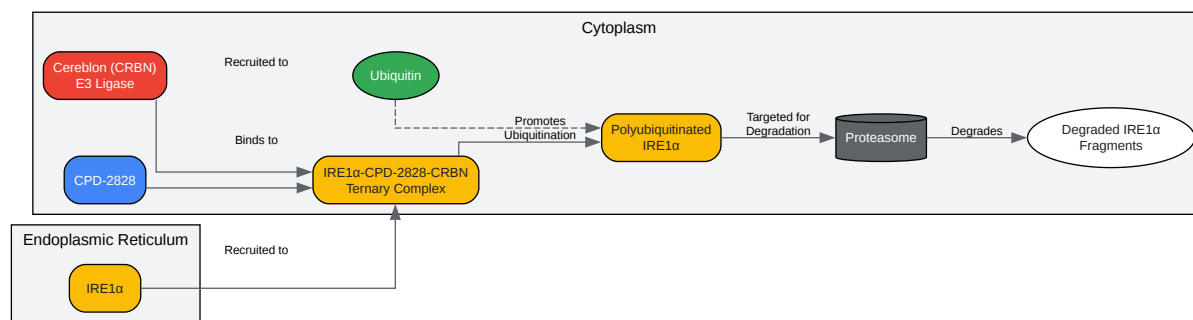 Cytoplasm
Cereblon (CRBN)
E3 Ligase
Recruited to
Ubiquitin
Binds to
Promotes
Ubiquitination
Polyubiquitinated
IRE1α
Targeted for
Degradation
Proteasome
Degrades
Degraded IRE1α
Fragments
CPD-2828
IRE1α-CPD-2828-CRBN
Ternary Complex
Endoplasmic Reticulum
Recruited to
IRE1α